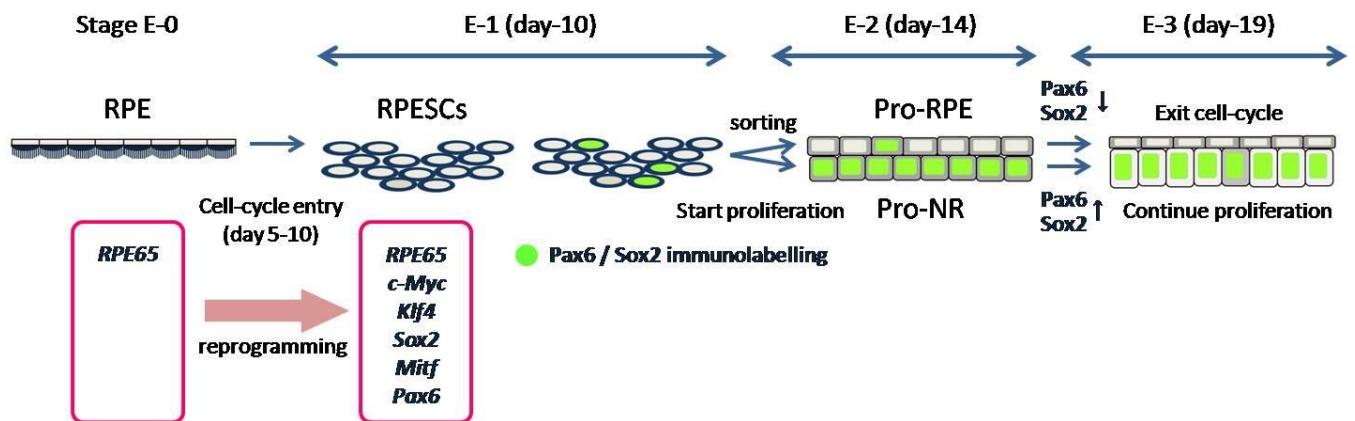 Stage E-0
E-1 (day-10)
E-2 (day-14)
E-3 (day-19)
RPE
RPESCs
sorting
Start proliferation
Pro-RPE
Pro-NR
Pax6
Sox2 ↓
Exit cell-cycle
Pax6
Sox2 ↑
Continue proliferation
Cell-cycle entry
(day 5-10)
reprogramming
RPE65
RPE65
c-Myc
Klf4
Sox2
Mitf
Pax6
Pax6 / Sox2 immunolabelling